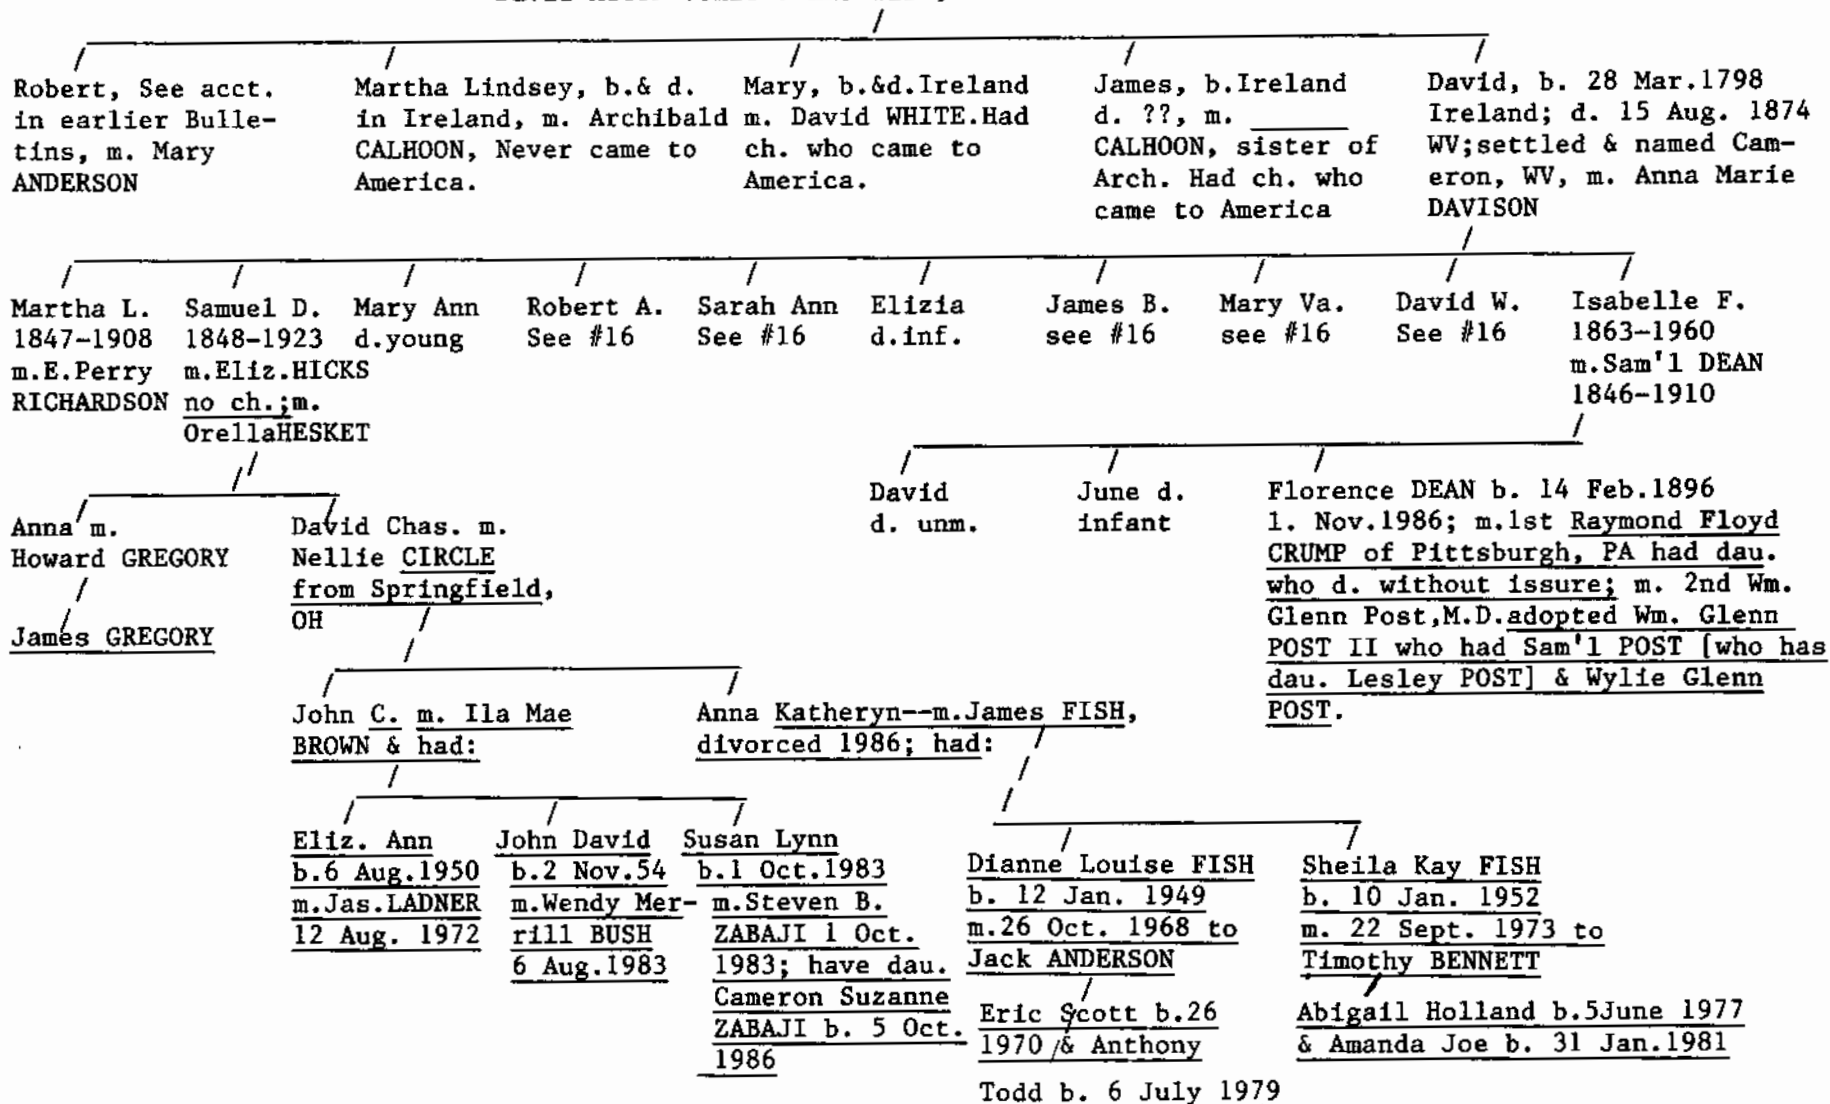 Robert, See acct.
in earlier Bulle-
tins, m. Mary
ANDERSON
Martha Lindsey, b.& d.
in Ireland, m. Archibald
CALHOON, Never came to
America.
Mary, b.&d.Ireland
m. David WHITE.Had
ch. who came to
America.
James, b.Ireland
d. ??, m. ______
CALHOON, sister of
Arch. Had ch. who
came to America
David, b. 28 Mar.1798
Ireland; d. 15 Aug. 1874
WV;settled & named Cam-
eron, WV, m. Anna Marie
DAVISON
Martha L.
1847-1908
m.E.Perry
RICHARDSON
Samuel D.
1848-1923
m.Eliz.HICKS
no ch.;m.
OrellaHESKET
Mary Ann
d.young
Robert A.
See #16
Sarah Ann
See #16
Elizia
d.inf.
James B.
see #16
Mary Va.
see #16
David W.
See #16
Isabelle F.
1863-1960
m.Sam'l DEAN
1846-1910
Anna m.
Howard GREGORY
James GREGORY
David Chas. m.
Nellie CIRCLE
from Springfield,
OH
David
d. unm.
June d.
infant
Florence DEAN b. 14 Feb.1896
1. Nov.1986; m.1st Raymond Floyd
CRUMP of Pittsburgh, PA had dau.
who d. without issure; m. 2nd Wm.
Glenn Post,M.D.adopted Wm. Glenn
POST II who had Sam'l POST [who has
dau. Lesley POST] & Wylie Glenn
POST.
John C. m. Ila Mae
BROWN & had:
Anna Katheryn--m.James FISH,
divorced 1986; had:
Eliz. Ann
b.6 Aug.1950
m.Jas.LADNER
12 Aug. 1972
John David
b.2 Nov.54
m.Wendy Mer-
rill BUSH
6 Aug.1983
Susan Lynn
b.1 Oct.1983
m.Steven B.
ZABAJI 1 Oct.
1983; have dau.
Cameron Suzanne
ZABAJI b. 5 Oct.
1986
Dianne Louise FISH
b. 12 Jan. 1949
m.26 Oct. 1968 to
Jack ANDERSON
Eric Scott b.26
1970 & Anthony
Todd b. 6 July 1979
Sheila Kay FISH
b. 10 Jan. 1952
m. 22 Sept. 1973 to
Timothy BENNETT
Abigail Holland b.5June 1977
& Amanda Joe b. 31 Jan.1981